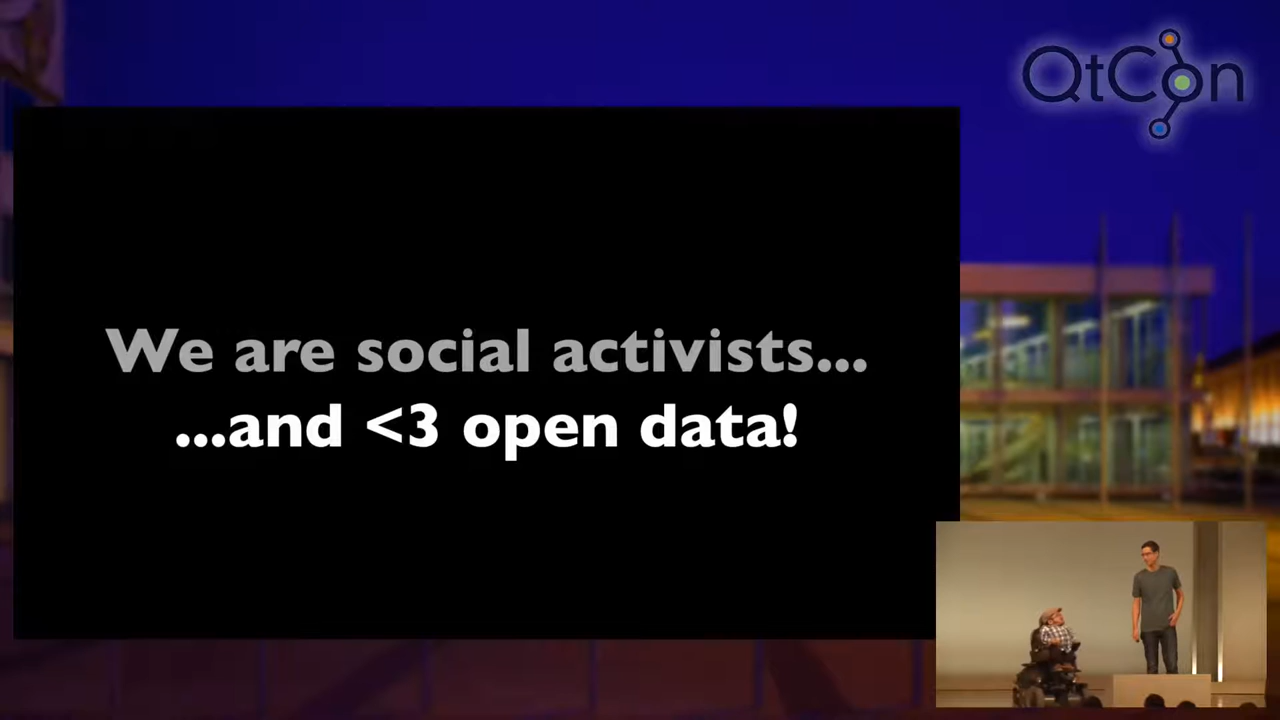 QtCon
We are social activists...
...and <3 open data!